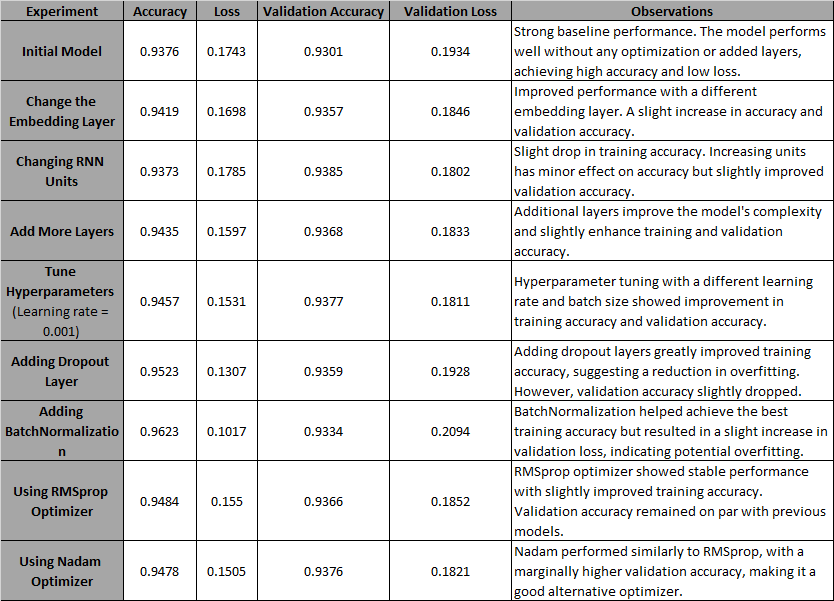 Experiment Accuracy Loss Validation Accuracy Validation Loss Observations
Initial Model 0.9376 0.1743 0.9301 0.1934
Strong baseline performance. The model performs
well without any optimization or added layers,
achieving high accuracy and low loss.
Change the
Embedding Layer
0.9419 0.1698 0.9357 0.1846
Improved performance with a different
embedding layer. A slight increase in accuracy and
validation accuracy.
Changing RNN
Units
0.9373 0.1785 0.9385 0.1802
Slight drop in training accuracy. Increasing units
has minor effect on accuracy but slightly improved
validation accuracy.
Add More Layers 0.9435 0.1597 0.9368 0.1833
Additional layers improve the model's complexity
and slightly enhance training and validation
accuracy.
Tune
Hyperparameters
(Learning rate =
0.001)
0.9457 0.1531 0.9377 0.1811
Hyperparameter tuning with a different learning
rate and batch size showed improvement in
training accuracy and validation accuracy.
Adding Dropout
Layer
0.9523 0.1307 0.9359 0.1928
Adding dropout layers greatly improved training
accuracy, suggesting a reduction in overfitting.
However, validation accuracy slightly dropped.
Adding
BatchNormalizatio
n
0.9623 0.1017 0.9334 0.2094
BatchNormalization helped achieve the best
training accuracy but resulted in a slight increase in
validation loss, indicating potential overfitting.
Using RMSprop
Optimizer
0.9484 0.155 0.9366 0.1852
RMSprop optimizer showed stable performance
with slightly improved training accuracy.
Validation accuracy remained on par with previous
models.
Using Nadam
Optimizer
0.9478 0.1505 0.9376 0.1821
Nadam performed similarly to RMSprop, with a
marginally higher validation accuracy, making it a
good alternative optimizer.